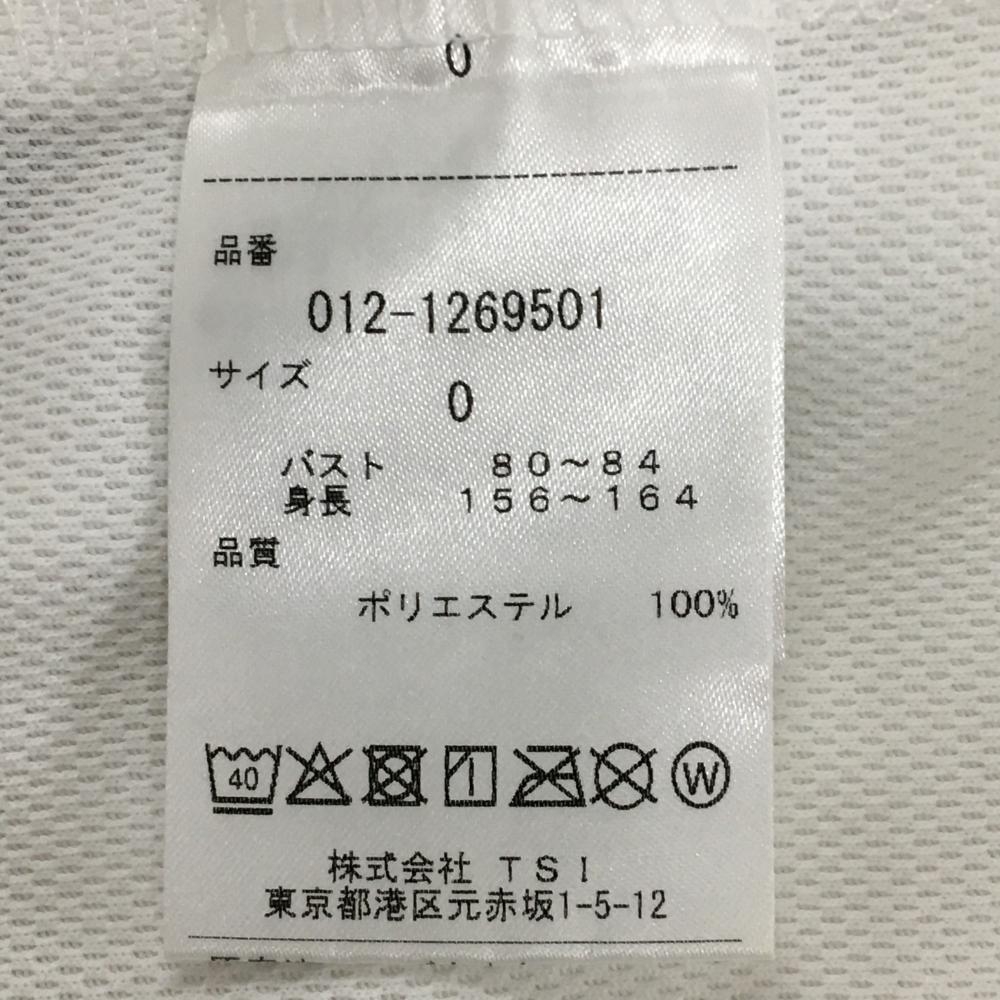 0
品番
012-1269501
サイズ
0
バスト 80～84
身長 156～164
品質
ポリエステル 100%
40 W
株式会社 TSI
東京都港区元赤坂1-5-12